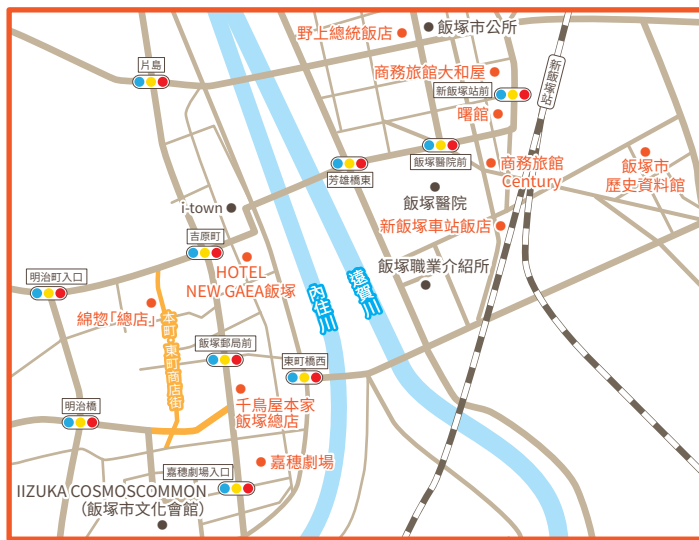 野上總統飯店
飯塚市公所
片島
商務旅館大和屋
新飯塚站前
新飯塚站
曙館
飯塚醫院前
芳雄橋東
商務旅館
Century
飯塚市
歷史資料館
飯塚醫院
i-town
新飯塚車站飯店
吉原町
HOTEL
NEW GAEA飯塚
飯塚職業介紹所
明治町入口
內住川
遠賀川
綿惣「總店」
本町・東町商店街
飯塚郵局前
東町橋西
千鳥屋本家
飯塚總店
明治橋
嘉穗劇場
嘉穗劇場入口
IIZUKA COSMOSCOMMON
（飯塚市文化會館）